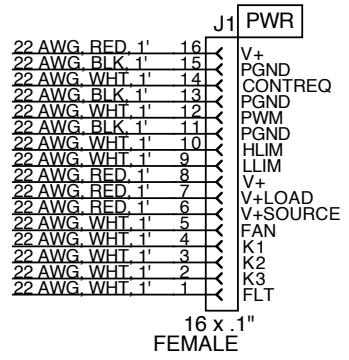 J1 PWR
22 AWG, RED, 1' 16 V+
22 AWG, BLK, 1' 15 PGND
22 AWG, WHT, 1' 14 CONTREQ
22 AWG, BLK, 1' 13 PGND
22 AWG, WHT, 1' 12 PWM
22 AWG, BLK, 1' 11 PGND
22 AWG, WHT, 1' 10 HLIM
22 AWG, WHT, 1' 9 LLIM
22 AWG, RED, 1' 8 V+
22 AWG, RED, 1' 7 V+LOAD
22 AWG, RED, 1' 6 V+SOURCE
22 AWG, WHT, 1' 5 FAN
22 AWG, WHT, 1' 4 K1
22 AWG, WHT, 1' 3 K2
22 AWG, WHT, 1' 2 K3
22 AWG, WHT, 1' 1 FLT
16 x .1"
FEMALE